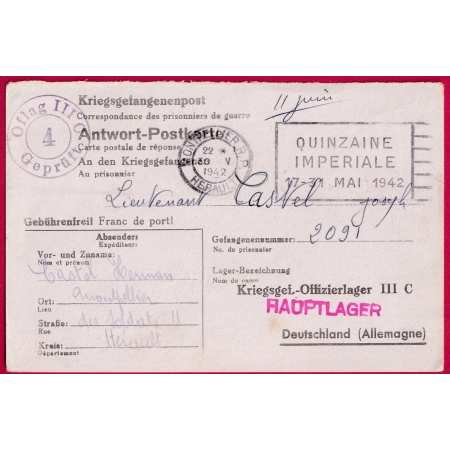 Kriegsgefangenenpost
11 juin
Correspondance des prisonniers de guerre
Antwort-Postkarte
Carte postale de réponse
An den Kriegsgefangenen
Au prisonnier
Oflag III C
4
Geprüft
MONTPELLIER R.P.
22 *
30 V
1942
HERAULT
QUINZAINE
IMPERIALE
17-31 MAI 1942
Lieutenant Castel Joseph
Gebührenfrei Franc de port!
Absender:
Expéditeur:
Vor- und Zuname:
Nom et prénom
Castel
Ort:
Lieu
Montpellier
Straße:
Rue
11
Kreis:
Département
Hérault
Gefangenennummer:
No. du prisonnier
2091
Lager-Bezeichnung
Nom du camp
Kriegsgef.-Offizierlager III C
HAUPTLAGER
Deutschland (Allemagne)